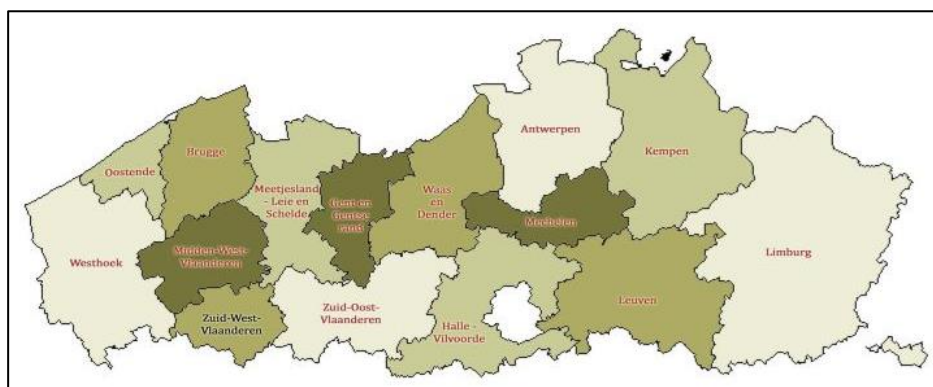 Antwerpen
Kempen
Brugge
Oostende
Meetjesland
- Leie en
Schelde
Gent en
Gentse
rand
Waas
en
Dender
Mechelen
Midden-West-
Vlaanderen
Westhoek
Limburg
Leuven
Zuid-West-
Vlaanderen
Zuid-Oost-
Vlaanderen
Halle -
Vilvoorde